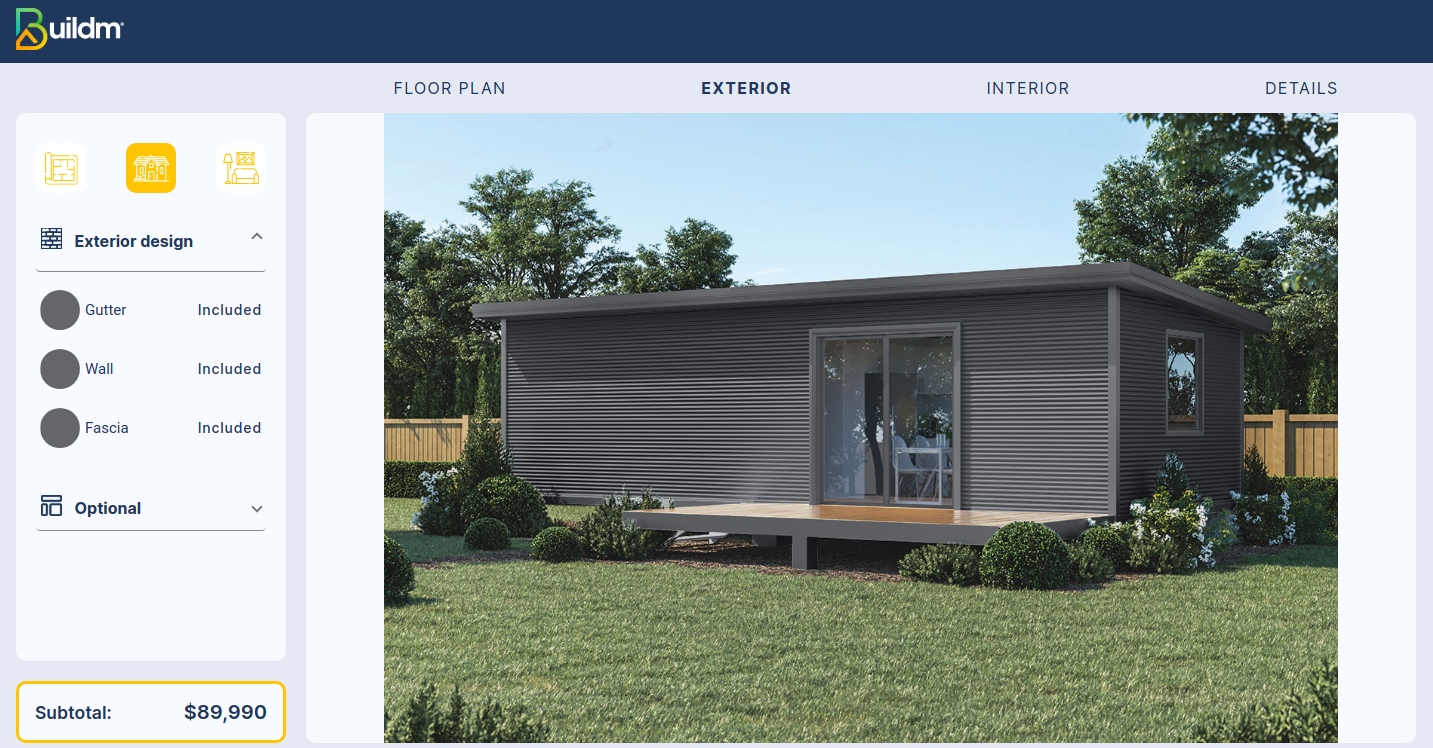 Buildm
FLOOR PLAN
EXTERIOR
INTERIOR
DETAILS
Exterior design
Gutter Included
Wall Included
Fascia Included
Optional
Subtotal: $89,990